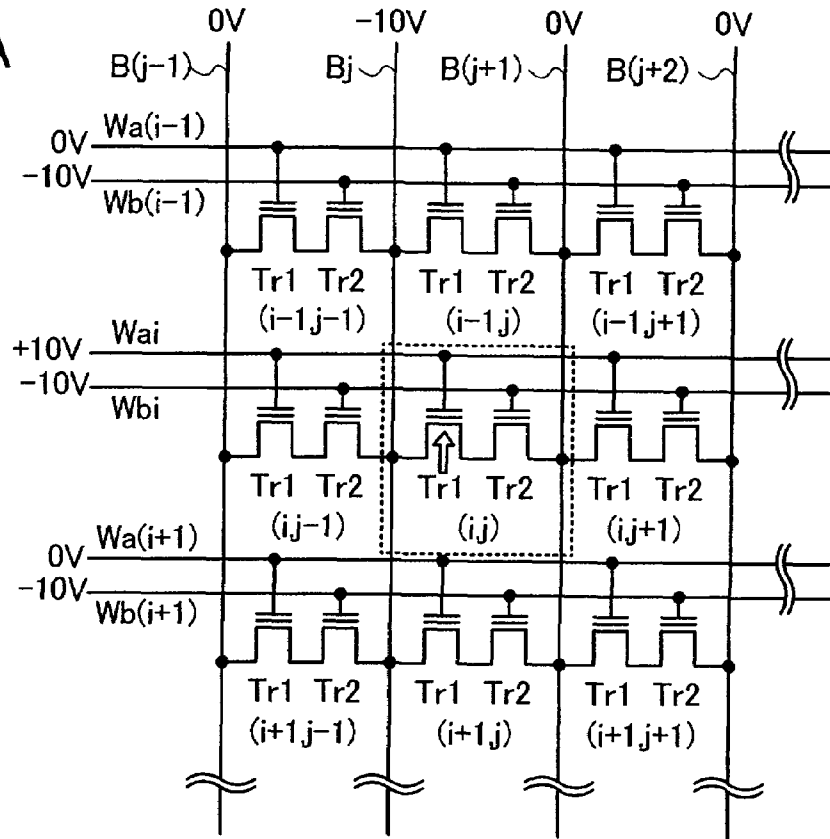 A
0V -10V 0V 0V
B(j-1) Bj B(j+1) B(j+2)
0V Wa(i-1)
-10V Wb(i-1)
Tr1 Tr2 Tr1 Tr2 Tr1 Tr2
(i-1,j-1) (i-1,j) (i-1,j+1)
+10V Wai
-10V Wbi
Tr1 Tr2 Tr1 Tr2 Tr1 Tr2
(i,j-1) (i,j) (i,j+1)
0V Wa(i+1)
-10V Wb(i+1)
Tr1 Tr2 Tr1 Tr2 Tr1 Tr2
(i+1,j-1) (i+1,j) (i+1,j+1)